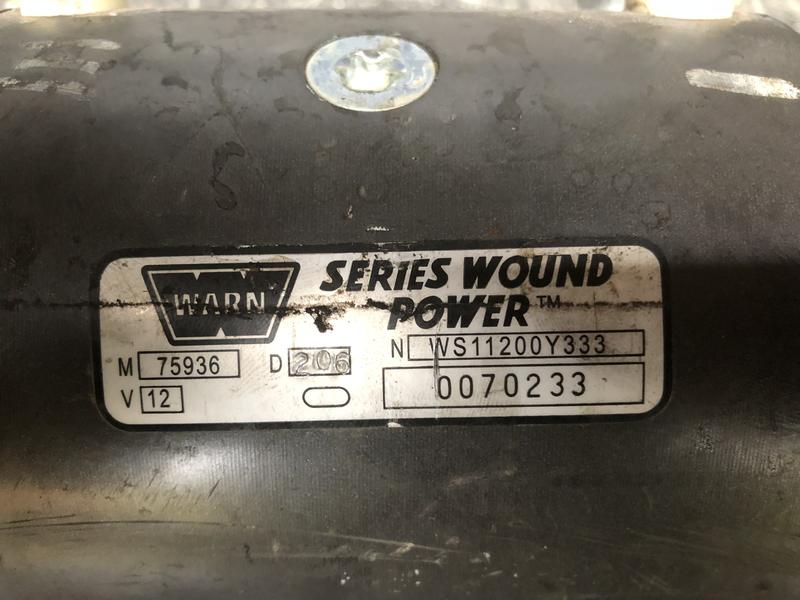 WARN
SERIES WOUND
POWER™
M 75936 D 206 N WS11200Y333
V 12 0070233